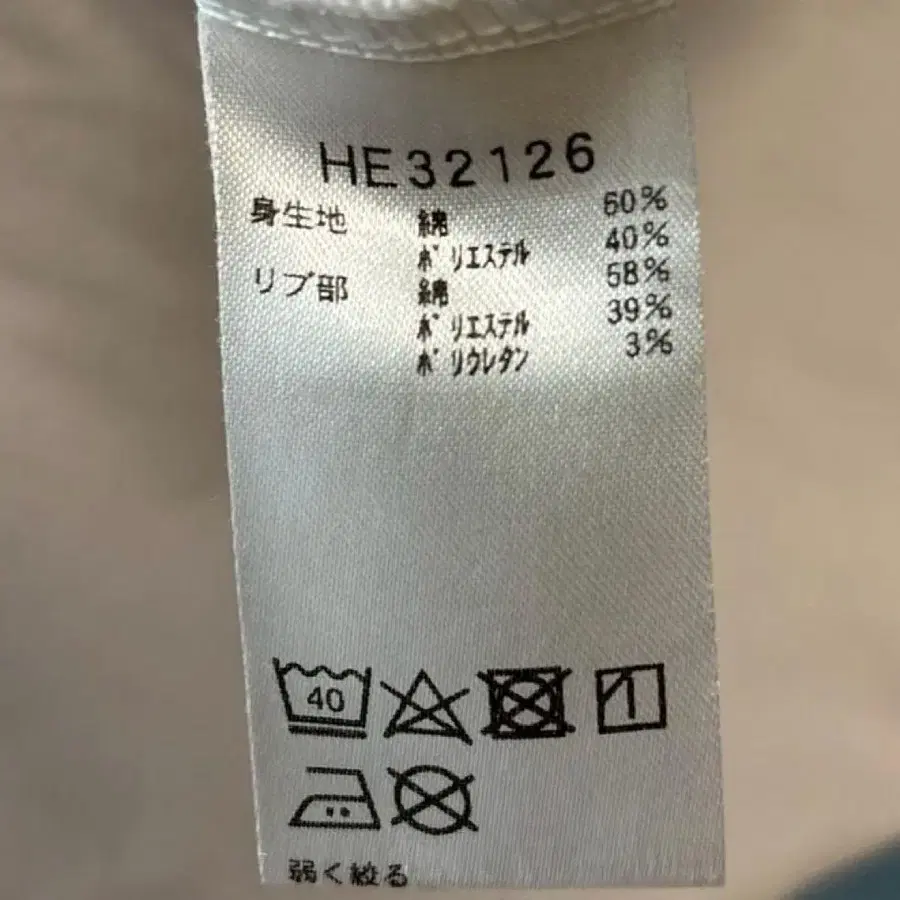 HE32126
身生地 綿 60%
ポリエステル 40%
リブ部 綿 58%
ポリエステル 39%
ポリウレタン 3%
40
弱く絞る